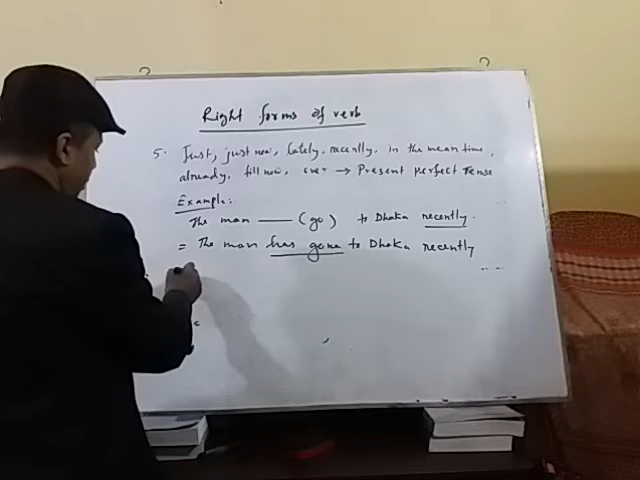 Right forms of verb
5. Just, just now, lately, recently, in the mean time,
already, till now, ever → Present perfect Tense
Example:
The man —— (go) to Dhaka recently.
= The man has gone to Dhaka recently
=